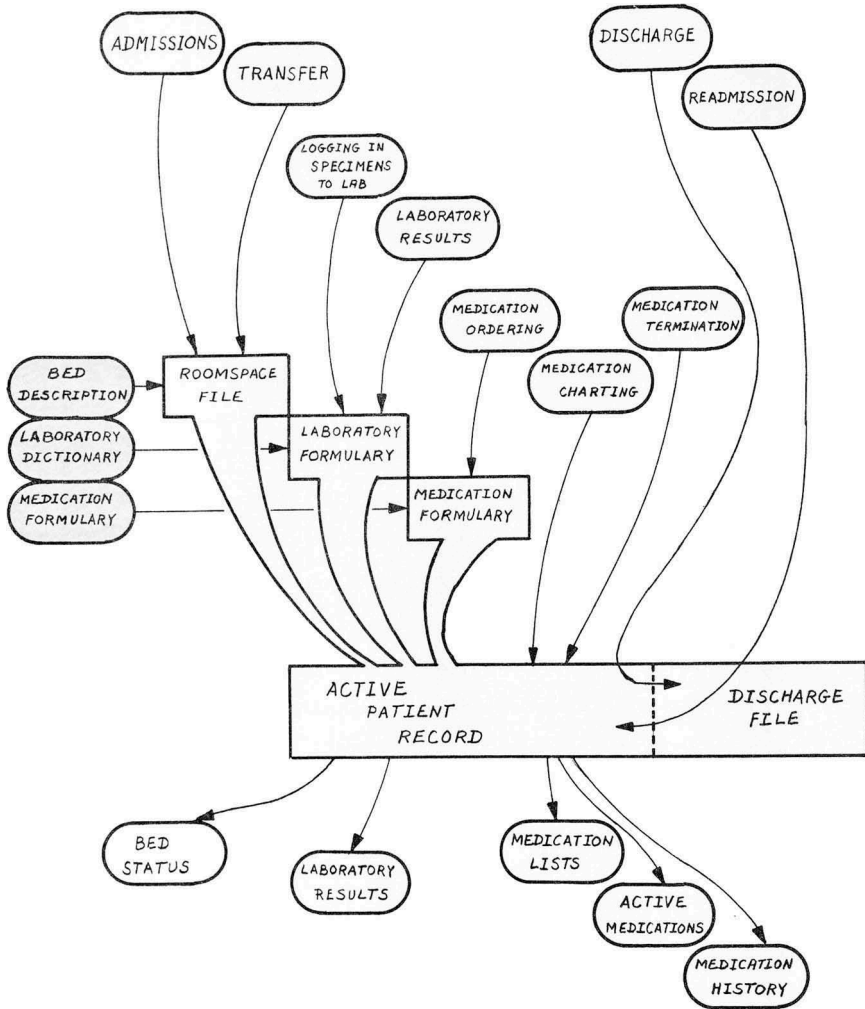 ADMISSIONS
TRANSFER
DISCHARGE
READMISSION
LOGGING IN
SPECIMENS
TO LAB
LABORATORY
RESULTS
MEDICATION
ORDERING
MEDICATION
TERMINATION
MEDICATION
CHARTING
BED
DESCRIPTION
ROOMSPACE
FILE
LABORATORY
DICTIONARY
LABORATORY
FORMULARY
MEDICATION
FORMULARY
MEDICATION
FORMULARY
ACTIVE
PATIENT
RECORD
DISCHARGE
FILE
BED
STATUS
LABORATORY
RESULTS
MEDICATION
LISTS
ACTIVE
MEDICATIONS
MEDICATION
HISTORY